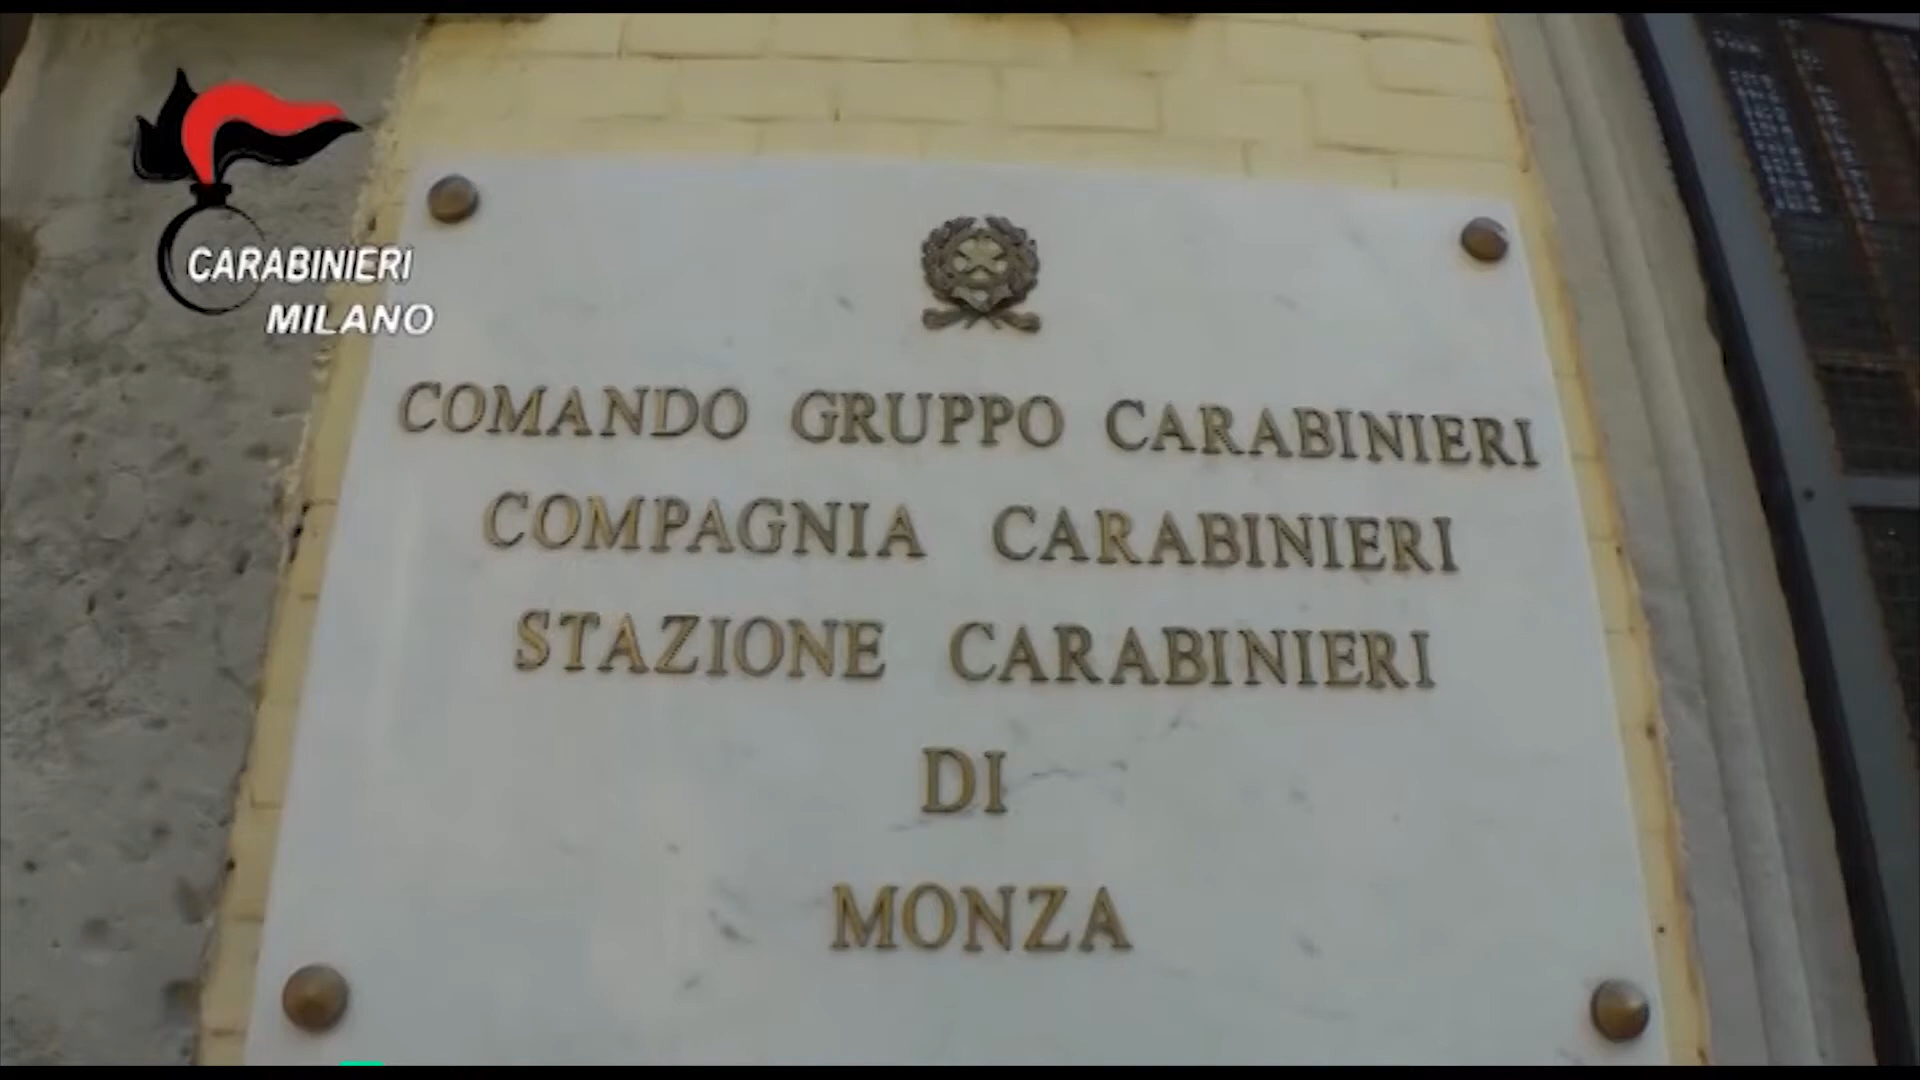 CARABINIERI
MILANO
COMANDO GRUPPO CARABINIERI
COMPAGNIA CARABINIERI
STAZIONE CARABINIERI
DI
MONZA